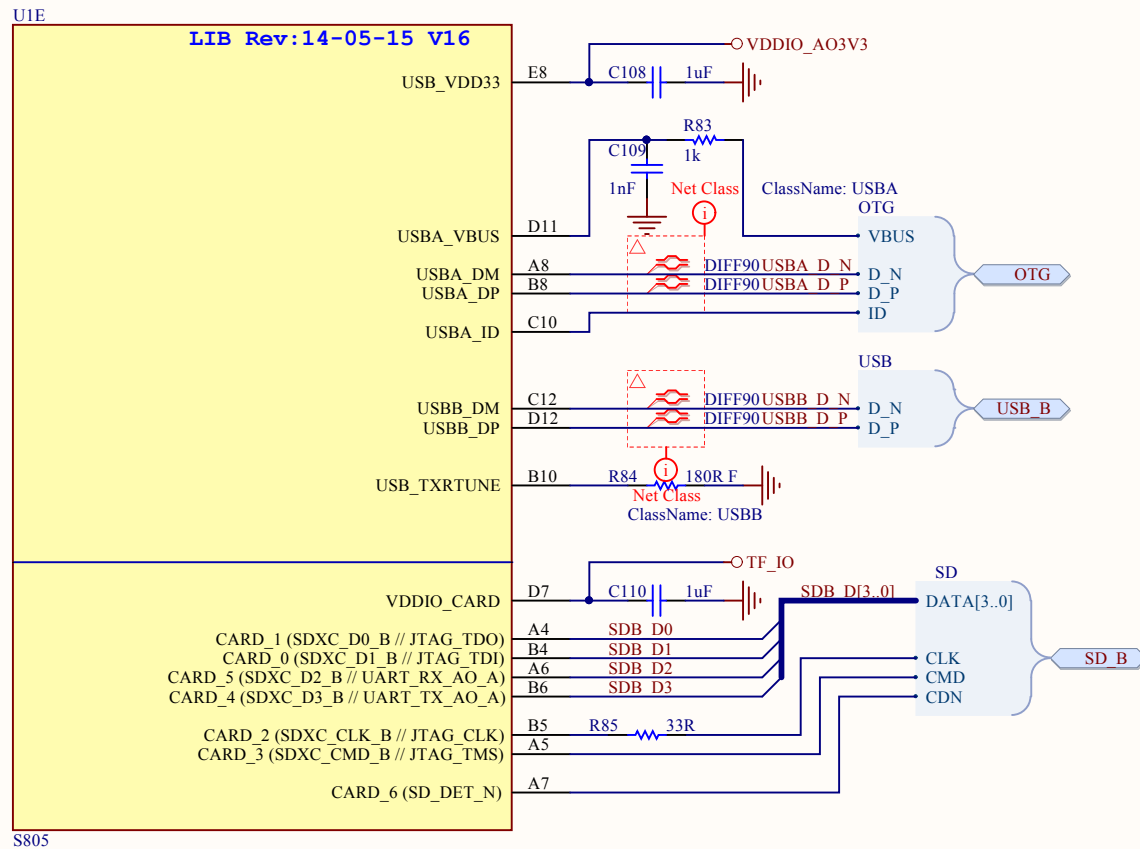 U1E
LIB Rev:14-05-15 V16
VDDIO_AO3V3
USB_VDD33 E8 C108 1uF
R83
C109 1k
1nF Net Class ClassName: USBA
i OTG
USBA_VBUS D11 VBUS
USBA_DM A8 DIFF90 USBA_D_N D_N OTG
USBA_DP B8 DIFF90 USBA_D_P D_P
ID
USBA_ID C10
USB
USBB_DM C12 DIFF90 USBB_D_N D_N USB_B
USBB_DP D12 DIFF90 USBB_D_P D_P
i
USB_TXRTUNE B10 R84 180R F
Net Class
ClassName: USBB
TF_IO
SD
VDDIO_CARD D7 C110 1uF SDB_D[3..0] DATA[3..0]
CARD_1 (SDXC_D0_B // JTAG_TDO) A4 SDB_D0
CARD_0 (SDXC_D1_B // JTAG_TDI) B4 SDB_D1 CLK SD_B
CARD_5 (SDXC_D2_B // UART_RX_AO_A) A6 SDB_D2 CMD
CARD_4 (SDXC_D3_B // UART_TX_AO_A) B6 SDB_D3 CDN
CARD_2 (SDXC_CLK_B // JTAG_CLK) B5 R85 33R
CARD_3 (SDXC_CMD_B // JTAG_TMS) A5
CARD_6 (SD_DET_N) A7
S805